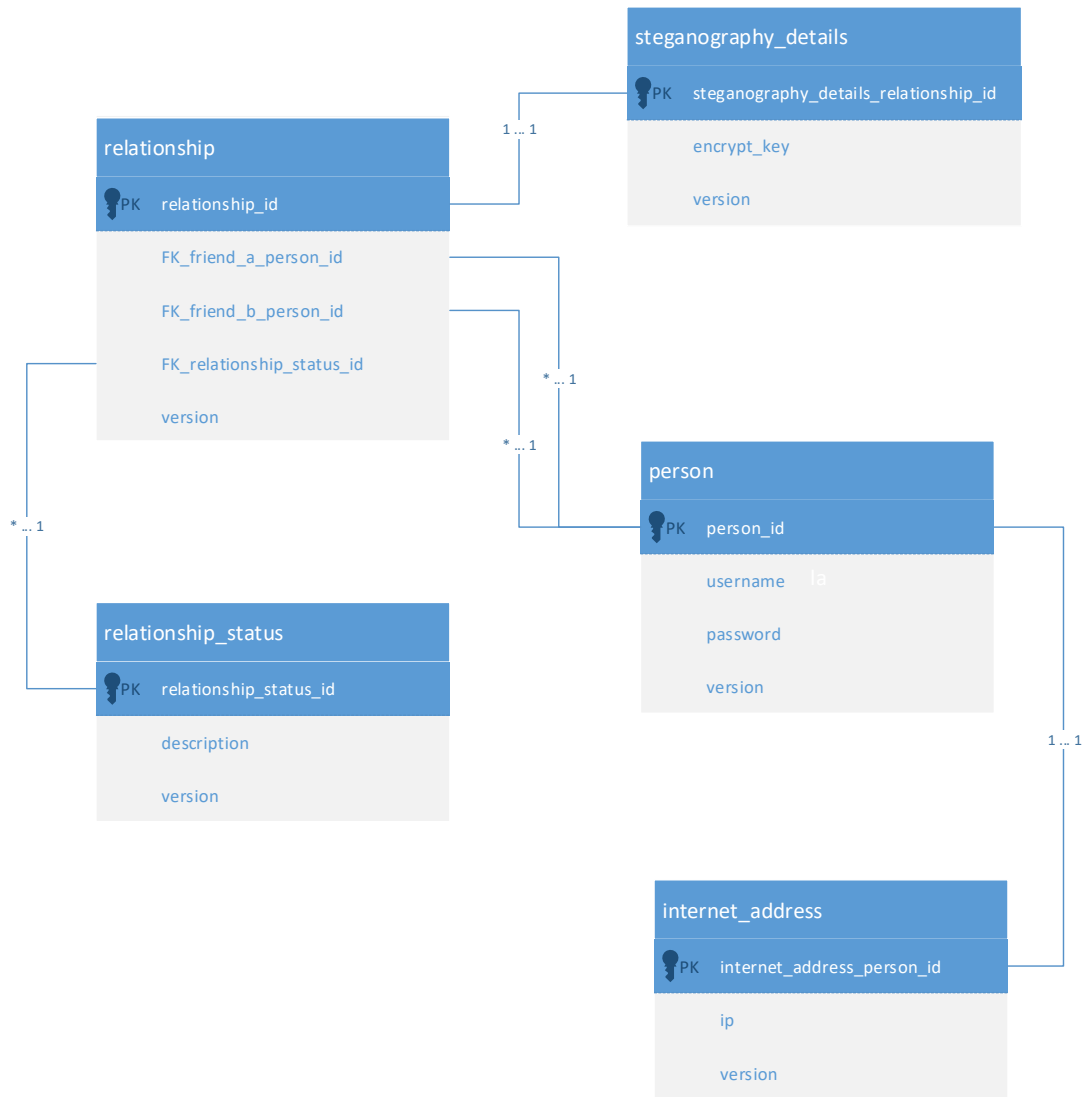 steganography_details
PK steganography_details_relationship_id
encrypt_key
version
1 ... 1
relationship
PK relationship_id
FK_friend_a_person_id
FK_friend_b_person_id
FK_relationship_status_id
version
* ... 1
* ... 1
* ... 1
person
PK person_id
username la
password
version
relationship_status
PK relationship_status_id
description
version
1 ... 1
internet_address
PK internet_address_person_id
ip
version